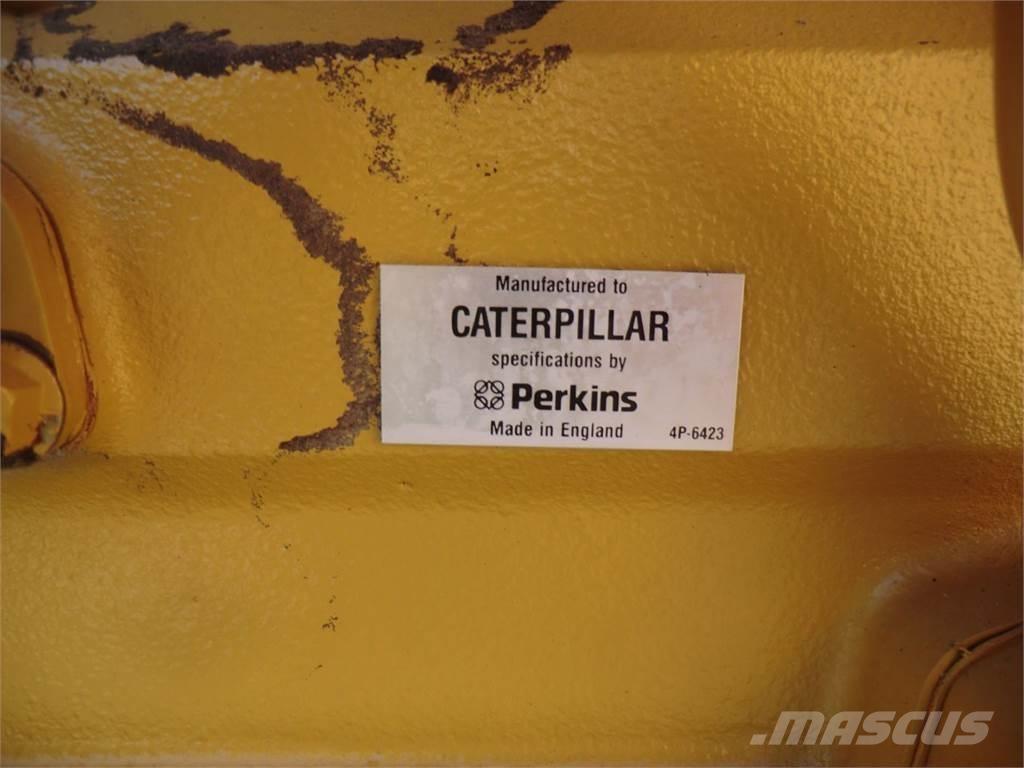 Manufactured to
CATERPILLAR
specifications by
Perkins
Made in England 4P-6423
.MASCUS